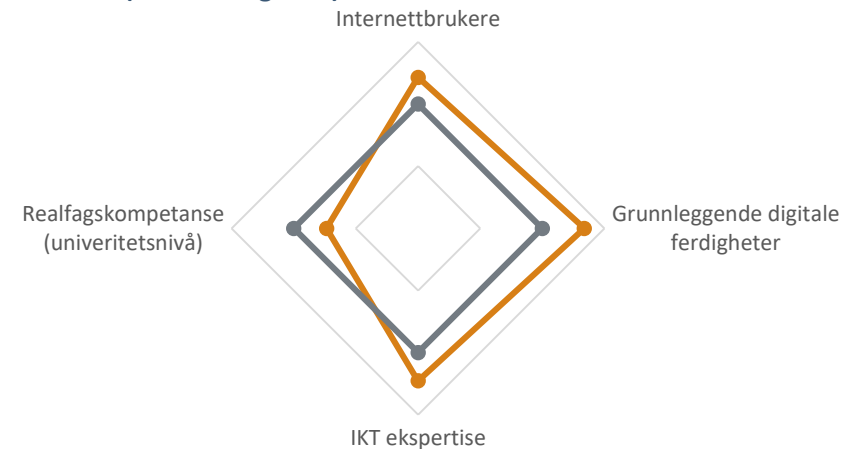 Internettbrukere
Realfagskompetanse
(univeritetsnivå)
Grunnleggende digitale
ferdigheter
IKT ekspertise